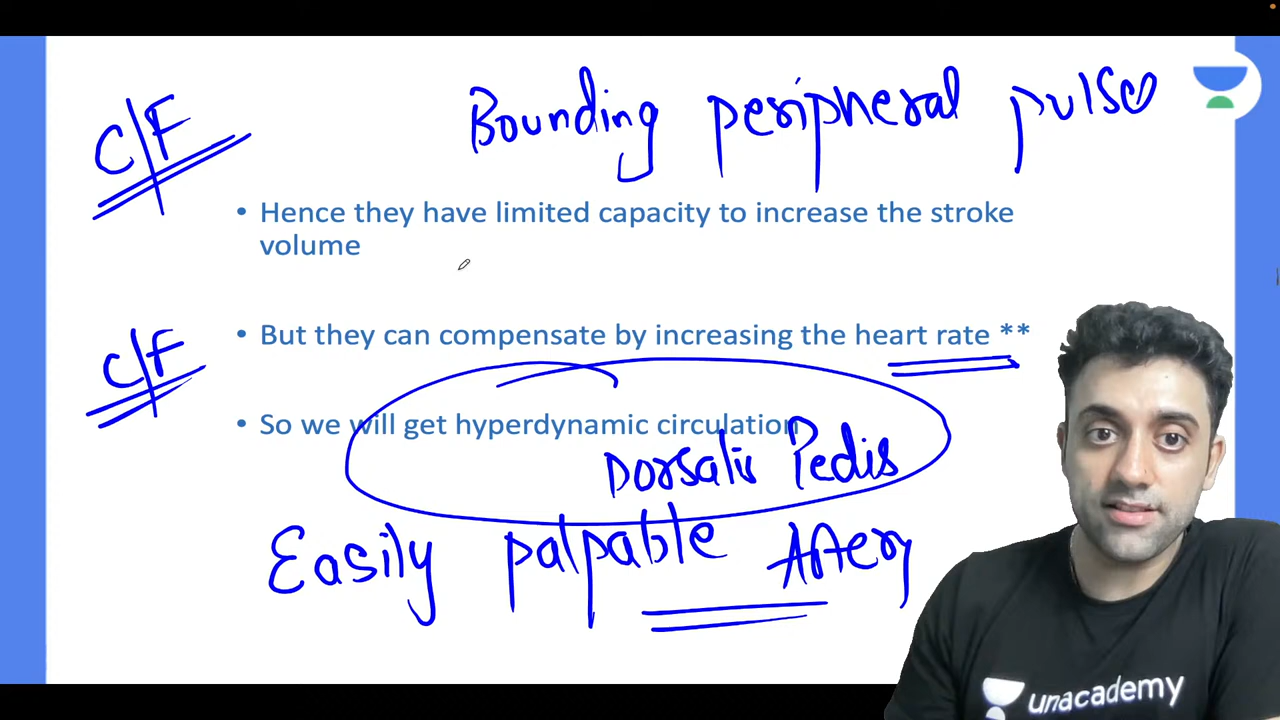 C/F
Bounding peripheral pulse
• Hence they have limited capacity to increase the stroke
volume
• But they can compensate by increasing the heart rate **
C/F
• So we will get hyperdynamic circulation
Dorsalis Pedis
Easily palpable Artery
unacademy